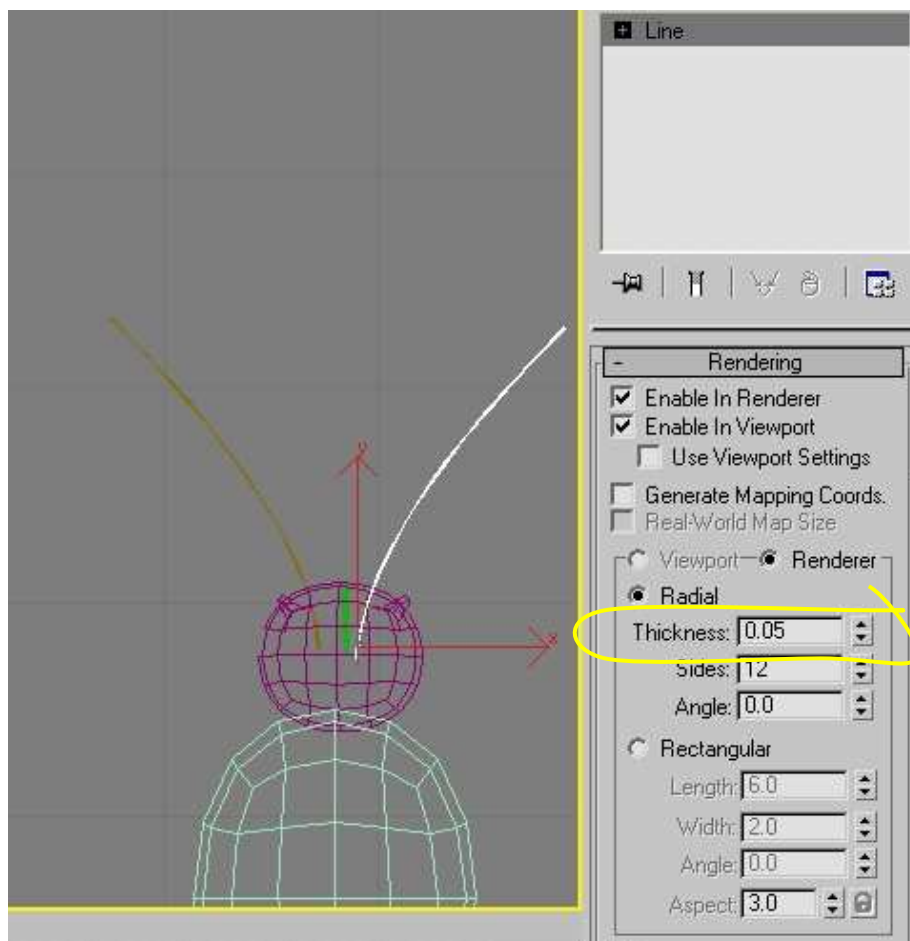 Line
Rendering
Enable In Renderer
Enable In Viewport
Use Viewport Settings
Generate Mapping Coords.
Real-World Map Size
Viewport Renderer
Radial
Thickness: 0.05
Sides: 12
Angle: 0.0
Rectangular
Length: 6.0
Width: 2.0
Angle: 0.0
Aspect: 3.0
y
x